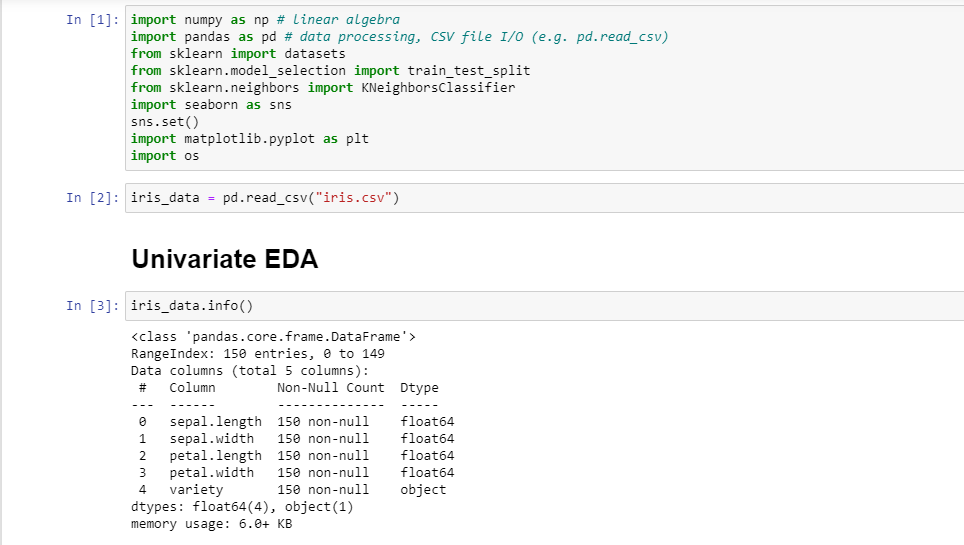 In [1]: import numpy as np # linear algebra
import pandas as pd # data processing, CSV file I/O (e.g. pd.read_csv)
from sklearn import datasets
from sklearn.model_selection import train_test_split
from sklearn.neighbors import KNeighborsClassifier
import seaborn as sns
sns.set()
import matplotlib.pyplot as plt
import os
In [2]: iris_data = pd.read_csv("iris.csv")
Univariate EDA
In [3]: iris_data.info()
<class 'pandas.core.frame.DataFrame'>
RangeIndex: 150 entries, 0 to 149
Data columns (total 5 columns):
 #   Column        Non-Null Count  Dtype
---  ------        --------------  -----
 0   sepal.length  150 non-null    float64
 1   sepal.width   150 non-null    float64
 2   petal.length  150 non-null    float64
 3   petal.width   150 non-null    float64
 4   variety       150 non-null    object
dtypes: float64(4), object(1)
memory usage: 6.0+ KB